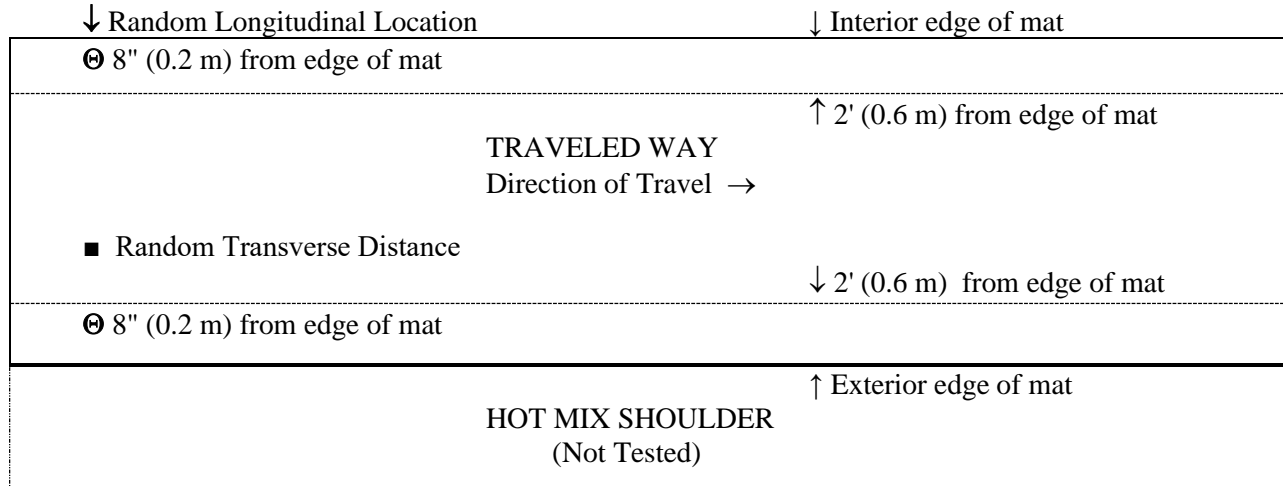 ↓ Random Longitudinal Location ↓ Interior edge of mat
Θ 8" (0.2 m) from edge of mat
↑ 2' (0.6 m) from edge of mat
TRAVELED WAY
Direction of Travel →
■ Random Transverse Distance
↓ 2' (0.6 m) from edge of mat
Θ 8" (0.2 m) from edge of mat
↑ Exterior edge of mat
HOT MIX SHOULDER
(Not Tested)